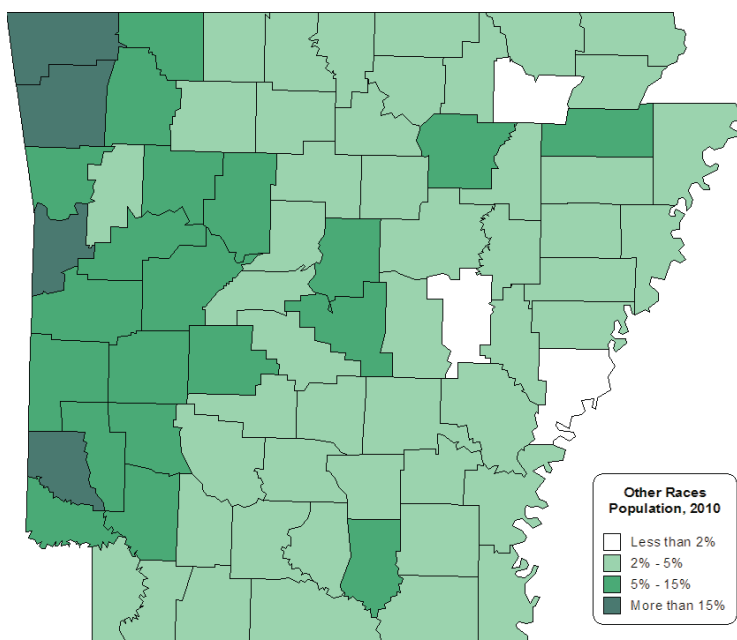 Other Races
Population, 2010
Less than 2%
2% - 5%
5% - 15%
More than 15%